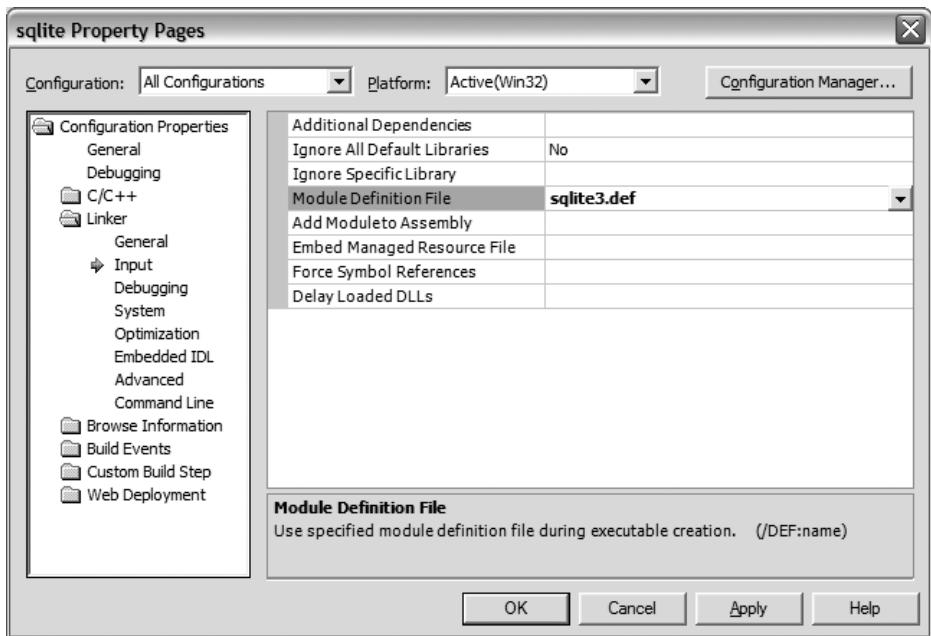 sqlite Property Pages
Configuration: All Configurations Platform: Active(Win32) Configuration Manager...
Configuration Properties
General
Debugging
C/C++
Linker
General
Input
Debugging
System
Optimization
Embedded IDL
Advanced
Command Line
Browse Information
Build Events
Custom Build Step
Web Deployment
Additional Dependencies
Ignore All Default Libraries No
Ignore Specific Library
Module Definition File sqlite3.def
Add Moduleto Assembly
Embed Managed Resource File
Force Symbol References
Delay Loaded DLLs
Module Definition File
Use specified module definition file during executable creation. (/DEF:name)
OK Cancel Apply Help